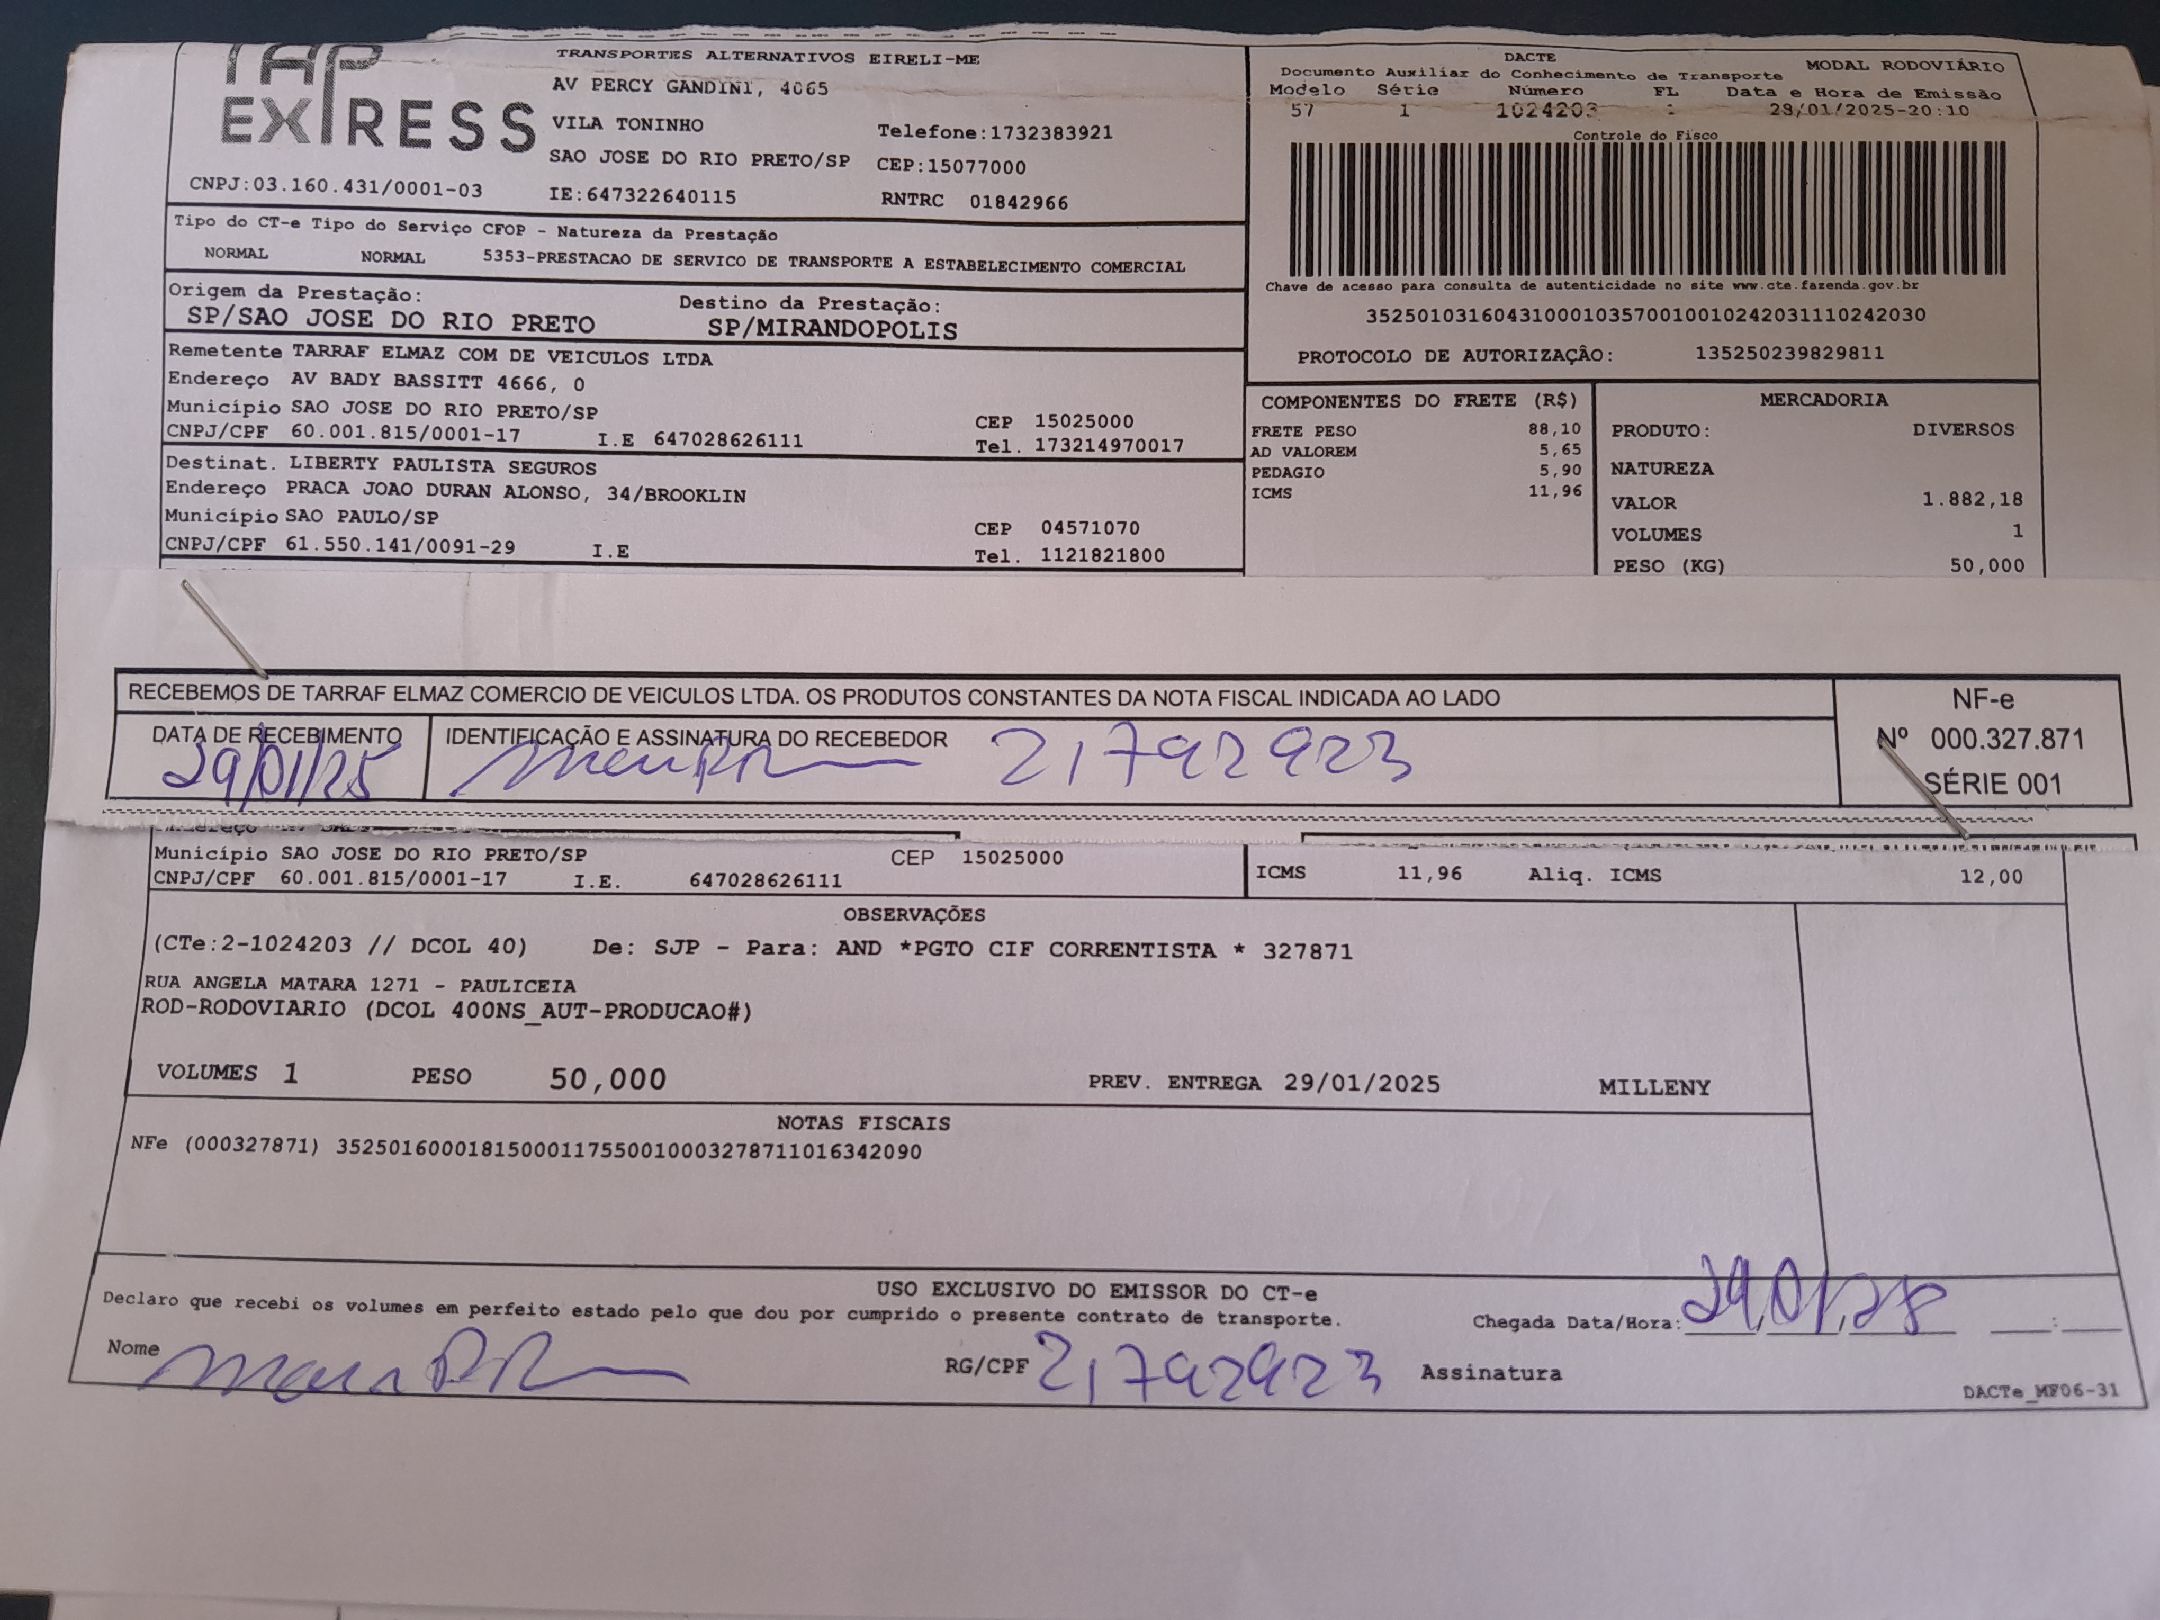 TAP
EXPRESS
TRANSPORTES ALTERNATIVOS EIRELI-ME
AV PERCY GANDINI, 4065
VILA TONINHO
Telefone:1732383921
SAO JOSE DO RIO PRETO/SP CEP:15077000
CNPJ:03.160.431/0001-03 IE:647322640115 RNTRC 01842966
DACTE
Documento Auxiliar do Conhecimento de Transporte MODAL RODOVIÁRIO
Modelo Série Número FL Data e Hora de Emissão
57 1 1024203 1
Controle do Fisco
Chave de acesso para consulta de autenticidade no site www.cte.fazenda.gov.br
35250103160431000103570010010242031110242030
PROTOCOLO DE AUTORIZAÇÃO: 135250239829811
Tipo do CT-e Tipo do Serviço CFOP - Natureza da Prestação
NORMAL NORMAL 5353-PRESTACAO DE SERVICO DE TRANSPORTE A ESTABELECIMENTO COMERCIAL
Origem da Prestação: Destino da Prestação:
SP/SAO JOSE DO RIO PRETO SP/MIRANDOPOLIS
Remetente TARRAF ELMAZ COM DE VEICULOS LTDA
Endereço AV BADY BASSITT 4666, 0
Município SAO JOSE DO RIO PRETO/SP CEP 15025000
CNPJ/CPF 60.001.815/0001-17 I.E 647028626111 Tel. 173214970017
Destinat. LIBERTY PAULISTA SEGUROS
Endereço PRACA JOAO DURAN ALONSO, 34/BROOKLIN
Município SAO PAULO/SP CEP 04571070
CNPJ/CPF 61.550.141/0091-29 I.E Tel. 1121821800
COMPONENTES DO FRETE (R$)
FRETE PESO 88,10
AD VALOREM 5,65
PEDAGIO 5,90
ICMS 11,96
MERCADORIA
PRODUTO: DIVERSOS
NATUREZA
VALOR 1.882,18
VOLUMES 1
PESO (KG) 50,000
RECEBEMOS DE TARRAF ELMAZ COMERCIO DE VEICULOS LTDA. OS PRODUTOS CONSTANTES DA NOTA FISCAL INDICADA AO LADO
NF-e
Nº 000.327.871
SÉRIE 001
DATA DE RECEBIMENTO IDENTIFICAÇÃO E ASSINATURA DO RECEBEDOR
29/01/25 21792923
Município SAO JOSE DO RIO PRETO/SP CEP 15025000
CNPJ/CPF 60.001.815/0001-17 I.E. 647028626111
ICMS 11,96 Aliq. ICMS 12,00
OBSERVAÇÕES
(CTe:2-1024203 // DCOL 40) De: SJP - Para: AND *PGTO CIF CORRENTISTA * 327871
RUA ANGELA MATARA 1271 - PAULICEIA
ROD-RODOVIARIO (DCOL 400NS_AUT-PRODUCAO#)
VOLUMES 1 PESO 50,000 PREV. ENTREGA 29/01/2025 MILLENY
NOTAS FISCAIS
NFe (000327871) 35250160001815000117550010003278711016342090
USO EXCLUSIVO DO EMISSOR DO CT-e
Declaro que recebi os volumes em perfeito estado pelo que dou por cumprido o presente contrato de transporte.
Chegada Data/Hora:
Nome RG/CPF 21792923 Assinatura
DACTe_MF06-31